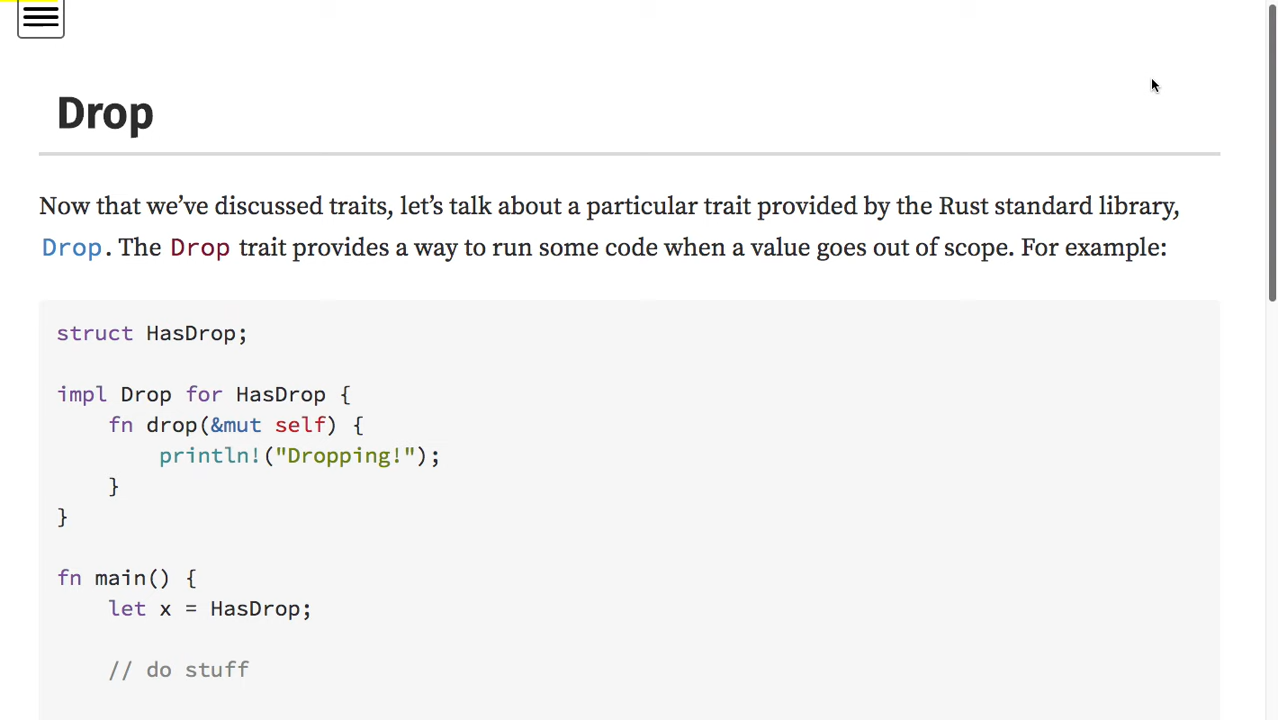 Drop
Now that we’ve discussed traits, let’s talk about a particular trait provided by the Rust standard library,
Drop. The Drop trait provides a way to run some code when a value goes out of scope. For example:
struct HasDrop;
impl Drop for HasDrop {
    fn drop(&mut self) {
        println!("Dropping!");
    }
}
fn main() {
    let x = HasDrop;
    // do stuff